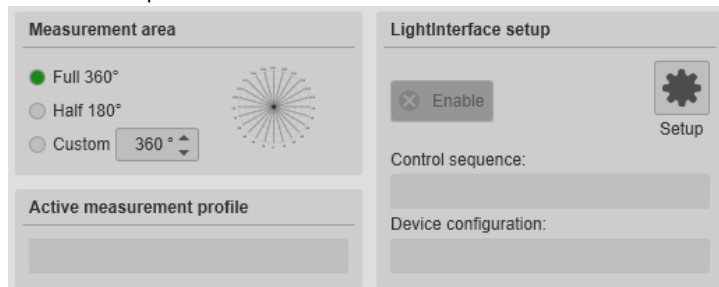 Measurement area
Full 360°
Half 180°
Custom 360 °
Active measurement profile
LightInterface setup
Enable
Setup
Control sequence:
Device configuration: